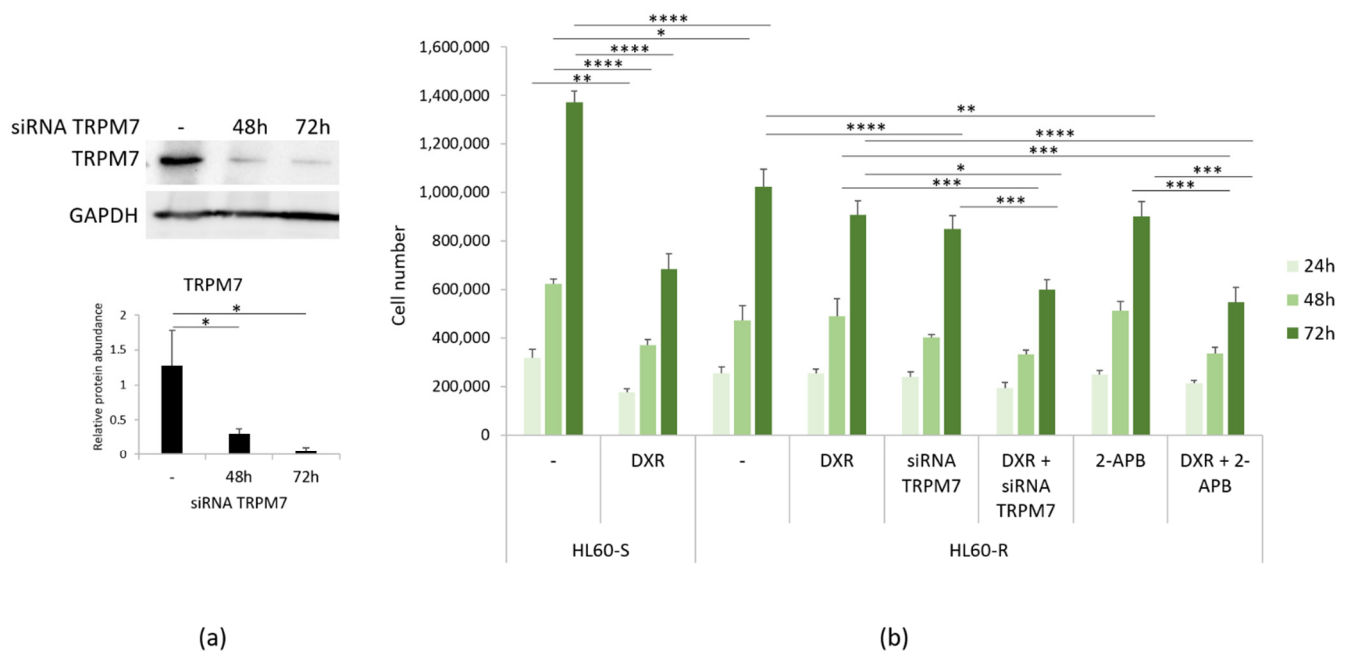 siRNA TRPM7 - 48h 72h
TRPM7
GAPDH
TRPM7
* 
*
Relative protein abundance
2
1.5
1
0.5
0
- 48h 72h
siRNA TRPM7
(a)
****
*
****
****
**
**
****
****
***
*
***
***
***
***
Cell number
1,600,000
1,400,000
1,200,000
1,000,000
800,000
600,000
400,000
200,000
0
- DXR - DXR siRNA TRPM7 DXR + siRNA TRPM7 2-APB DXR + 2-APB
HL60-S HL60-R
24h
48h
72h
(b)